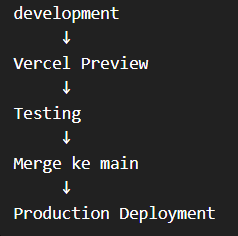 development
↓
Vercel Preview
↓
Testing
↓
Merge ke main
↓
Production Deployment